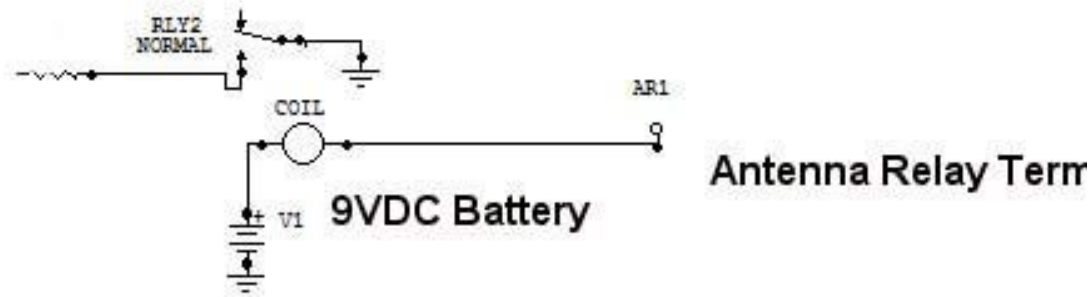 RLY2
NORMAL
COIL
AR1
+ V1
9VDC Battery
Antenna Relay Term